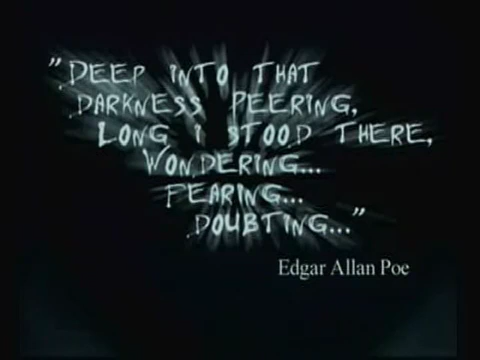 "DEEP INTO THAT
DARKNESS PEERING,
LONG I STOOD THERE,
WONDERING...
FEARING...
DOUBTING..."
Edgar Allan Poe